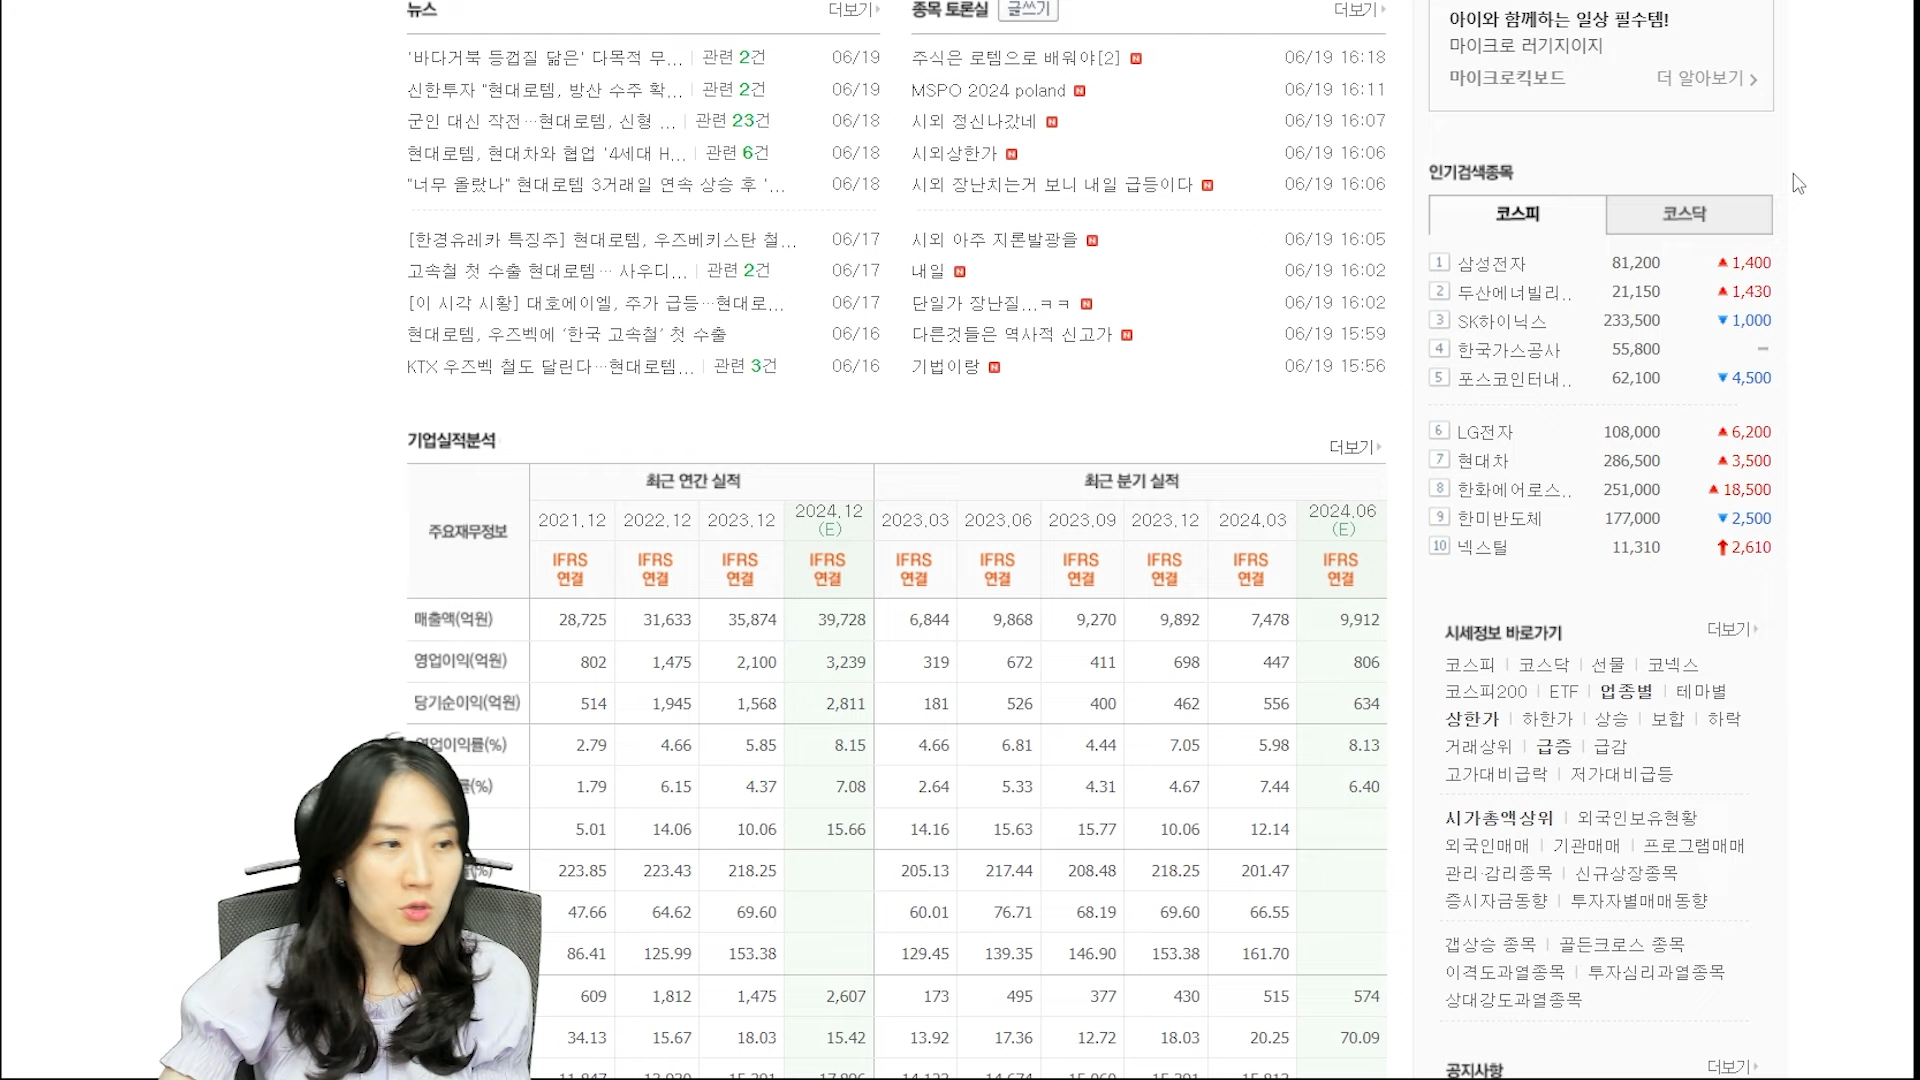 뉴스 더보기
'바다거북 등껍질 닮은' 다목적 무... 관련 2건 06/19
신한투자 "현대로템, 방산 수주 확... 관련 2건 06/19
군인 대신 작전…현대로템, 신형 ... 관련 23건 06/18
현대로템, 현대차와 협업 '4세대 H... 관련 6건 06/18
"너무 올랐나" 현대로템 3거래일 연속 상승 후 '... 06/18
[한경유레카 특징주] 현대로템, 우즈베키스탄 철... 06/17
고속철 첫 수출 현대로템… 사우디... 관련 2건 06/17
[이 시각 시황] 대호에이엘, 주가 급등…현대로... 06/17
현대로템, 우즈벡에 '한국 고속철' 첫 수출 06/16
KTX 우즈벡 철도 달린다…현대로템... 관련 3건 06/16
종목 토론실 글쓰기 더보기
주식은 로템으로 배워야[2] N 06/19 16:18
MSPO 2024 poland N 06/19 16:11
시외 정신나갔네 N 06/19 16:07
시외상한가 N 06/19 16:06
시외 장난치는거 보니 내일 급등이다 N 06/19 16:06
시외 아주 지론발광을 N 06/19 16:05
내일 N 06/19 16:02
단일가 장난질...ㅋㅋ N 06/19 16:02
다른것들은 역사적 신고가 N 06/19 15:59
기법이랑 N 06/19 15:56
기업실적분석 더보기
주요재무정보 최근 연간 실적 최근 분기 실적
2021.12 2022.12 2023.12 2024.12 (E) 2023.03 2023.06 2023.09 2023.12 2024.03 2024.06 (E)
IFRS 연결 IFRS 연결 IFRS 연결 IFRS 연결 IFRS 연결 IFRS 연결 IFRS 연결 IFRS 연결 IFRS 연결 IFRS 연결
매출액(억원) 28,725 31,633 35,874 39,728 6,844 9,868 9,270 9,892 7,478 9,912
영업이익(억원) 802 1,475 2,100 3,239 319 672 411 698 447 806
당기순이익(억원) 514 1,945 1,568 2,811 181 526 400 462 556 634
영업이익률(%) 2.79 4.66 5.85 8.15 4.66 6.81 4.44 7.05 5.98 8.13
률(%) 1.79 6.15 4.37 7.08 2.64 5.33 4.31 4.67 7.44 6.40
5.01 14.06 10.06 15.66 14.16 15.63 15.77 10.06 12.14
(%) 223.85 223.43 218.25 205.13 217.44 208.48 218.25 201.47
47.66 64.62 69.60 60.01 76.71 68.19 69.60 66.55
86.41 125.99 153.38 129.45 139.35 146.90 153.38 161.70
609 1,812 1,475 2,607 173 495 377 430 515 574
34.13 15.67 18.03 15.42 13.92 17.36 12.72 18.03 20.25 70.09
아이와 함께하는 일상 필수템!
마이크로 러기지이지
마이크로킥보드 더 알아보기
인기검색종목
코스피 코스닥
1 삼성전자 81,200 ▲1,400
2 두산에너빌리.. 21,150 ▲1,430
3 SK하이닉스 233,500 ▼1,000
4 한국가스공사 55,800 –
5 포스코인터내.. 62,100 ▼4,500
6 LG전자 108,000 ▲6,200
7 현대차 286,500 ▲3,500
8 한화에어로스.. 251,000 ▲18,500
9 한미반도체 177,000 ▼2,500
10 넥스틸 11,310 ↑2,610
시세정보 바로가기 더보기
코스피 코스닥 선물 코넥스
코스피200 ETF 업종별 테마별
상한가 하한가 상승 보합 하락
거래상위 급증 급감
고가대비급락 저가대비급등
시가총액상위 외국인보유현황
외국인매매 기관매매 프로그램매매
관리·감리종목 신규상장종목
증시자금동향 투자자별매매동향
갭상승 종목 골든크로스 종목
이격도과열종목 투자심리과열종목
상대강도과열종목
공지사항 더보기